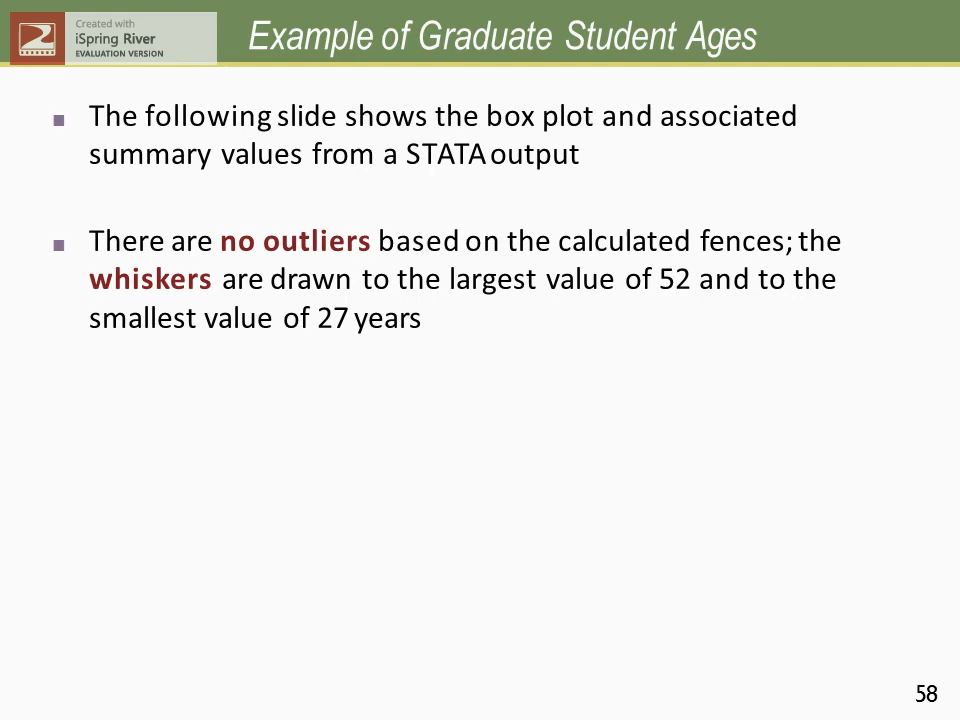 Created with
iSpring River
EVALUATION VERSION
Example of Graduate Student Ages
■ The following slide shows the box plot and associated
summary values from a STATA output
■ There are no outliers based on the calculated fences; the
whiskers are drawn to the largest value of 52 and to the
smallest value of 27 years
58